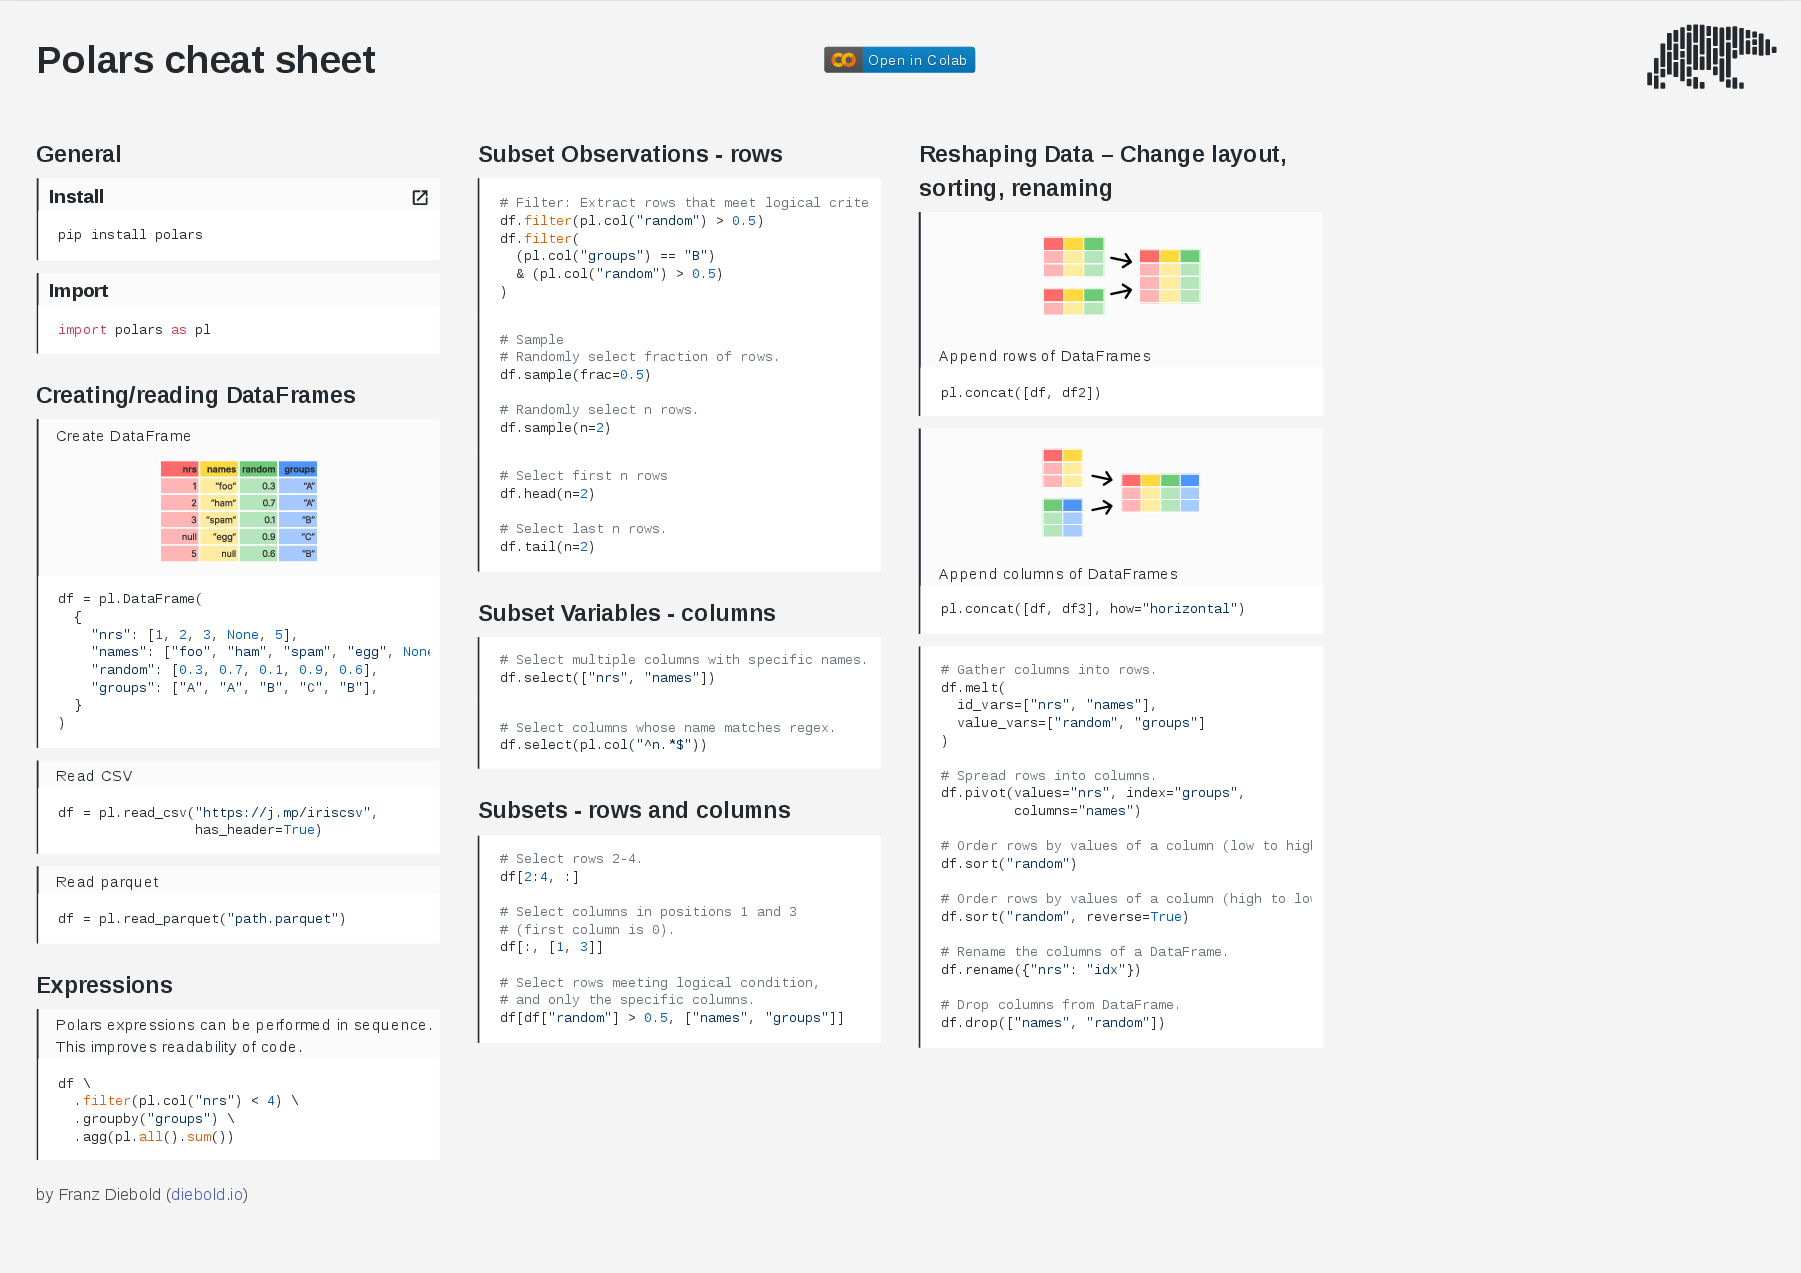 Polars cheat sheet
Open in Colab
General
Install
pip install polars
Import
import polars as pl
Creating/reading DataFrames
Create DataFrame
nrs names random groups
1 "foo" 0.3 "A"
2 "ham" 0.7 "A"
3 "spam" 0.1 "B"
null "egg" 0.9 "C"
5 null 0.6 "B"
df = pl.DataFrame(
  {
    "nrs": [1, 2, 3, None, 5],
    "names": ["foo", "ham", "spam", "egg", None
    "random": [0.3, 0.7, 0.1, 0.9, 0.6],
    "groups": ["A", "A", "B", "C", "B"],
  }
)
Read CSV
df = pl.read_csv("https://j.mp/iriscsv",
                 has_header=True)
Read parquet
df = pl.read_parquet("path.parquet")
Expressions
Polars expressions can be performed in sequence.
This improves readability of code.
df \
  .filter(pl.col("nrs") < 4) \
  .groupby("groups") \
  .agg(pl.all().sum())
by Franz Diebold (diebold.io)
Subset Observations - rows
# Filter: Extract rows that meet logical crite
df.filter(pl.col("random") > 0.5)
df.filter(
  (pl.col("groups") == "B")
  & (pl.col("random") > 0.5)
)
# Sample
# Randomly select fraction of rows.
df.sample(frac=0.5)
# Randomly select n rows.
df.sample(n=2)
# Select first n rows
df.head(n=2)
# Select last n rows.
df.tail(n=2)
Subset Variables - columns
# Select multiple columns with specific names.
df.select(["nrs", "names"])
# Select columns whose name matches regex.
df.select(pl.col("^n.*$"))
Subsets - rows and columns
# Select rows 2-4.
df[2:4, :]
# Select columns in positions 1 and 3
# (first column is 0).
df[:, [1, 3]]
# Select rows meeting logical condition,
# and only the specific columns.
df[df["random"] > 0.5, ["names", "groups"]]
Reshaping Data – Change layout,
sorting, renaming
Append rows of DataFrames
pl.concat([df, df2])
Append columns of DataFrames
pl.concat([df, df3], how="horizontal")
# Gather columns into rows.
df.melt(
  id_vars=["nrs", "names"],
  value_vars=["random", "groups"]
)
# Spread rows into columns.
df.pivot(values="nrs", index="groups",
         columns="names")
# Order rows by values of a column (low to high
df.sort("random")
# Order rows by values of a column (high to low
df.sort("random", reverse=True)
# Rename the columns of a DataFrame.
df.rename({"nrs": "idx"})
# Drop columns from DataFrame.
df.drop(["names", "random"])